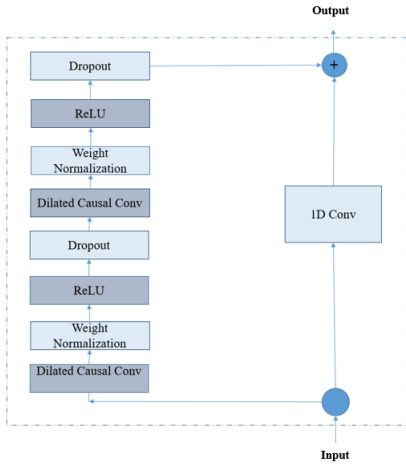 Output
Dropout
+
ReLU
Weight
Normalization
Dilated Causal Conv
1D Conv
Dropout
ReLU
Weight
Normalization
Dilated Causal Conv
Input